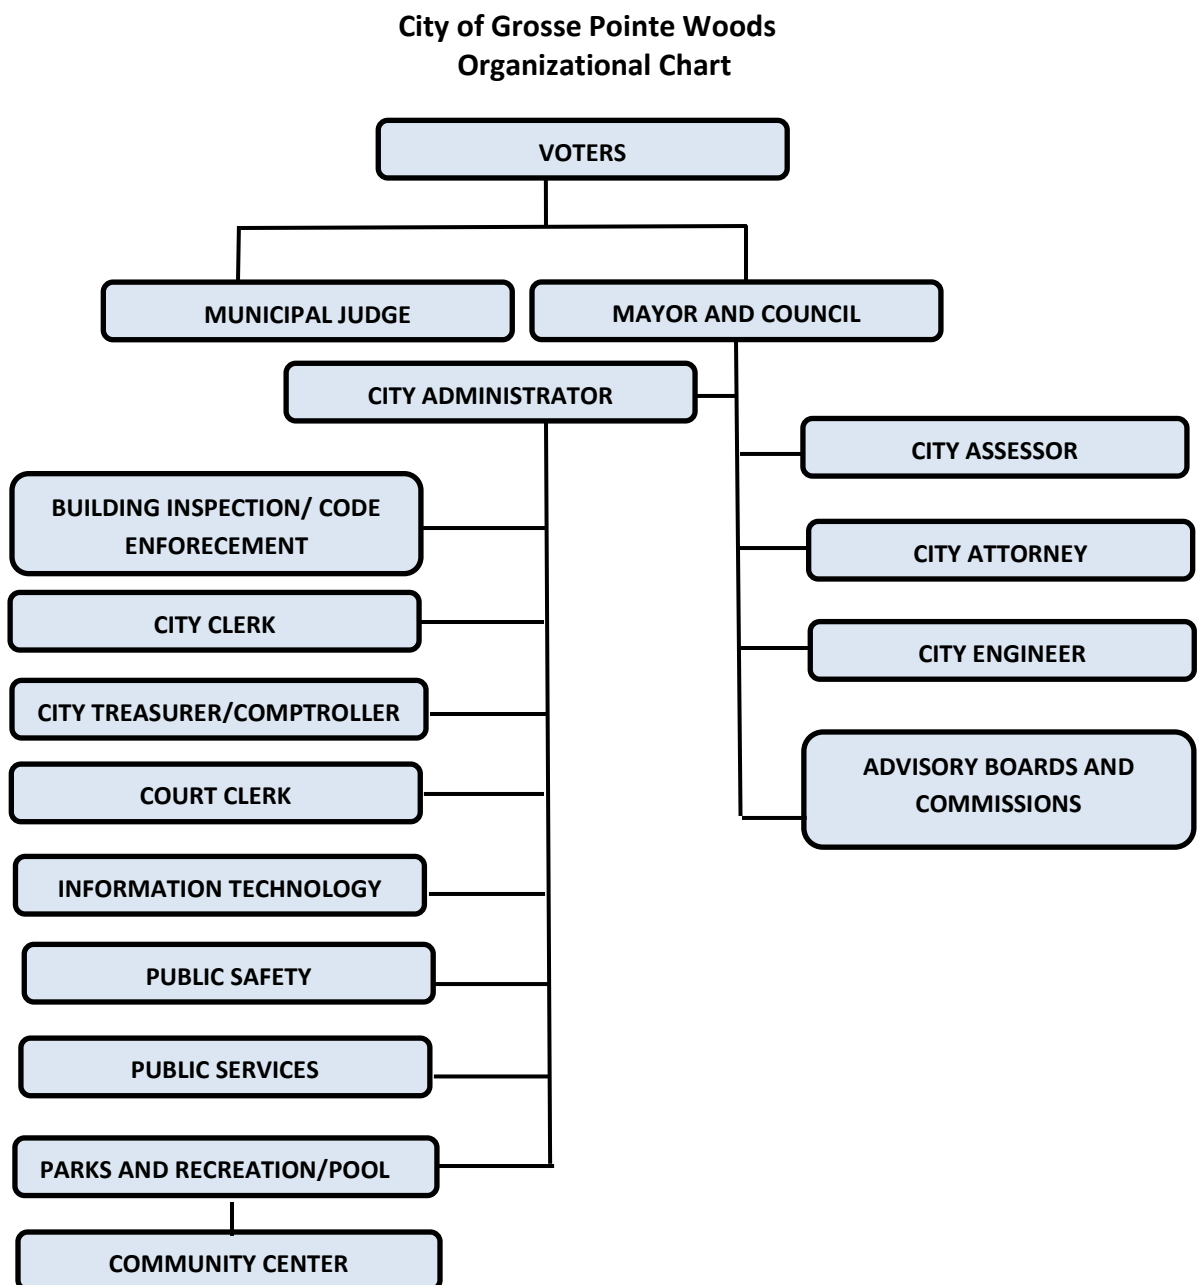 City of Grosse Pointe Woods
Organizational Chart
VOTERS
MUNICIPAL JUDGE
MAYOR AND COUNCIL
CITY ADMINISTRATOR
CITY ASSESSOR
BUILDING INSPECTION/ CODE
ENFORECEMENT
CITY ATTORNEY
CITY CLERK
CITY ENGINEER
CITY TREASURER/COMPTROLLER
ADVISORY BOARDS AND
COMMISSIONS
COURT CLERK
INFORMATION TECHNOLOGY
PUBLIC SAFETY
PUBLIC SERVICES
PARKS AND RECREATION/POOL
COMMUNITY CENTER